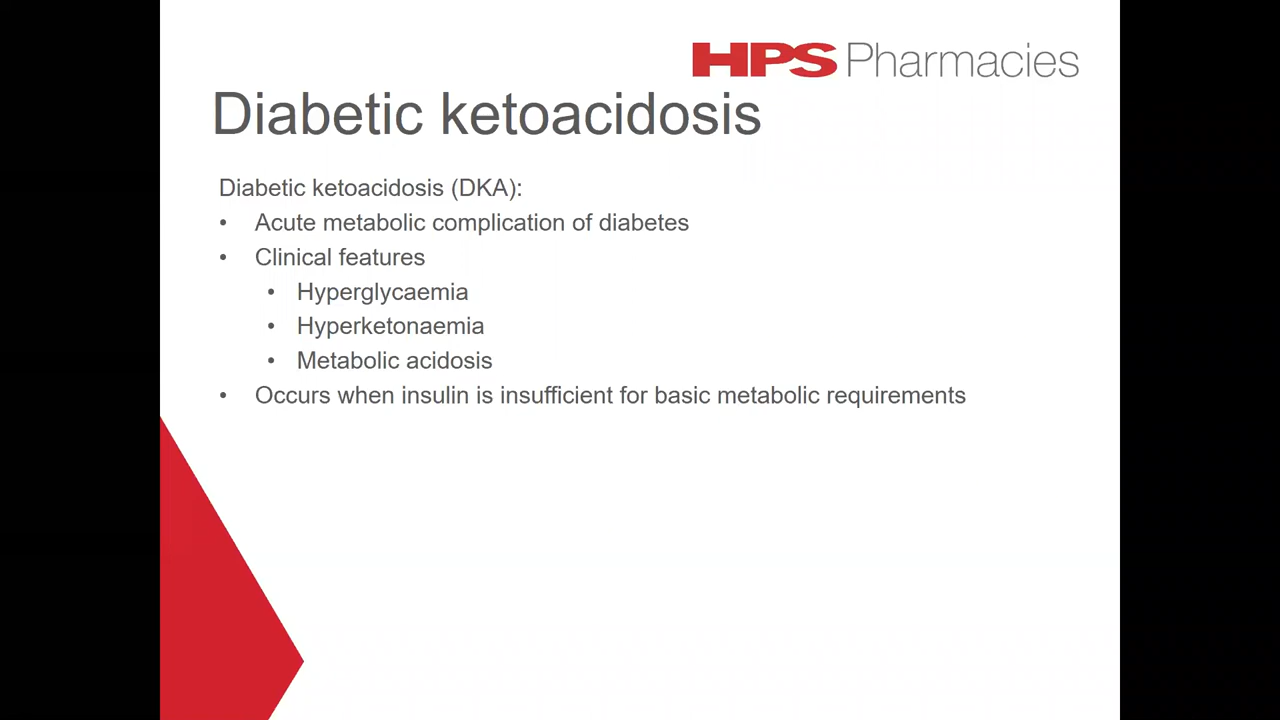 HPS Pharmacies
Diabetic ketoacidosis
Diabetic ketoacidosis (DKA):
• Acute metabolic complication of diabetes
• Clinical features
• Hyperglycaemia
• Hyperketonaemia
• Metabolic acidosis
• Occurs when insulin is insufficient for basic metabolic requirements